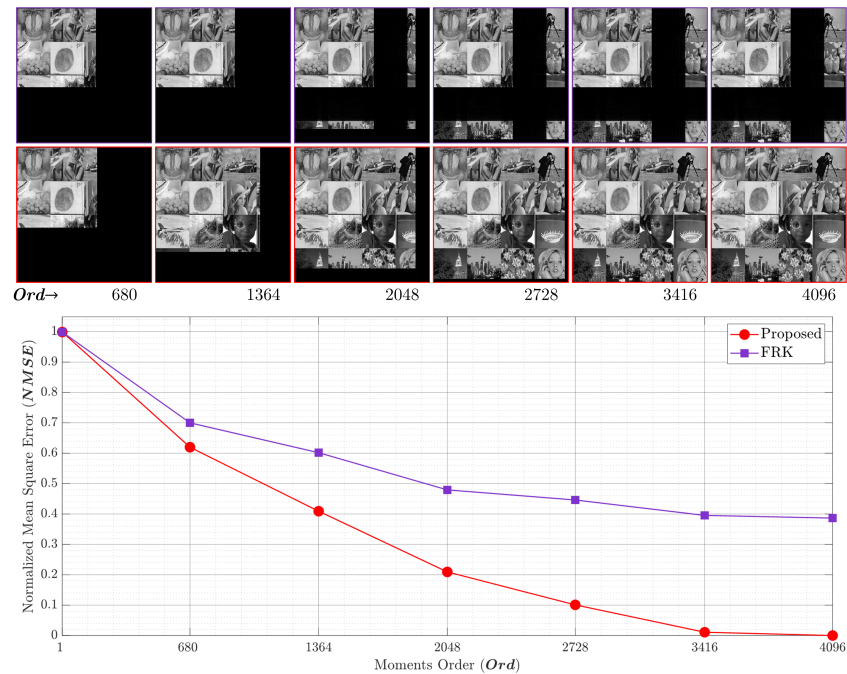 Ord→ 680 1364 2048 2728 3416 4096
Proposed
FRK
Normalized Mean Square Error (NMSE)
1
0.9
0.8
0.7
0.6
0.5
0.4
0.3
0.2
0.1
0
1 680 1364 2048 2728 3416 4096
Moments Order (Ord)